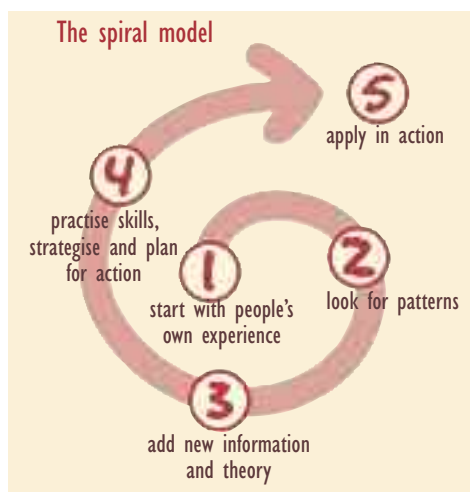 The spiral model
1
start with people's
own experience
2
look for patterns
3
add new information
and theory
4
practise skills,
strategise and plan
for action
5
apply in action